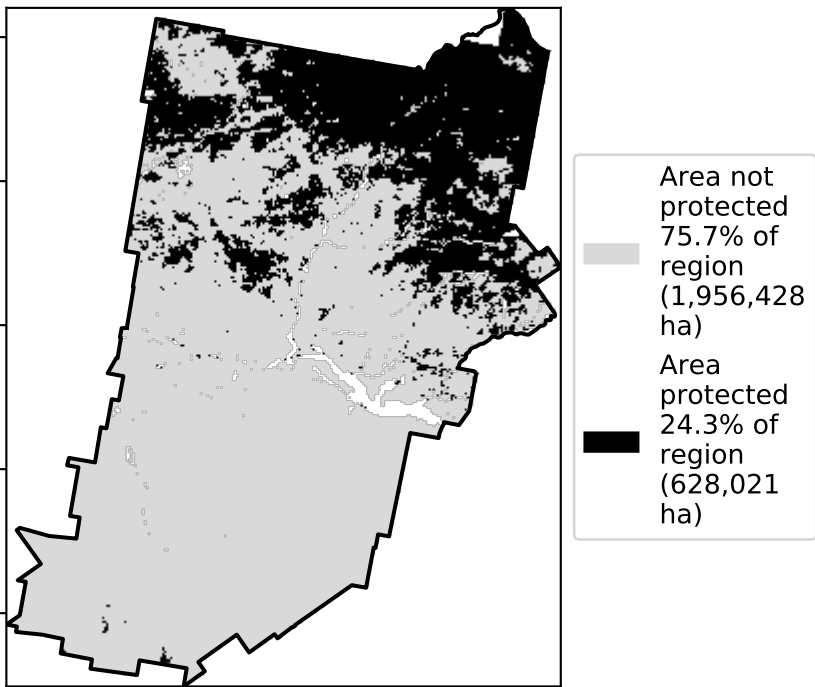 Area not
protected
75.7% of
region
(1,956,428
ha)
Area
protected
24.3% of
region
(628,021
ha)